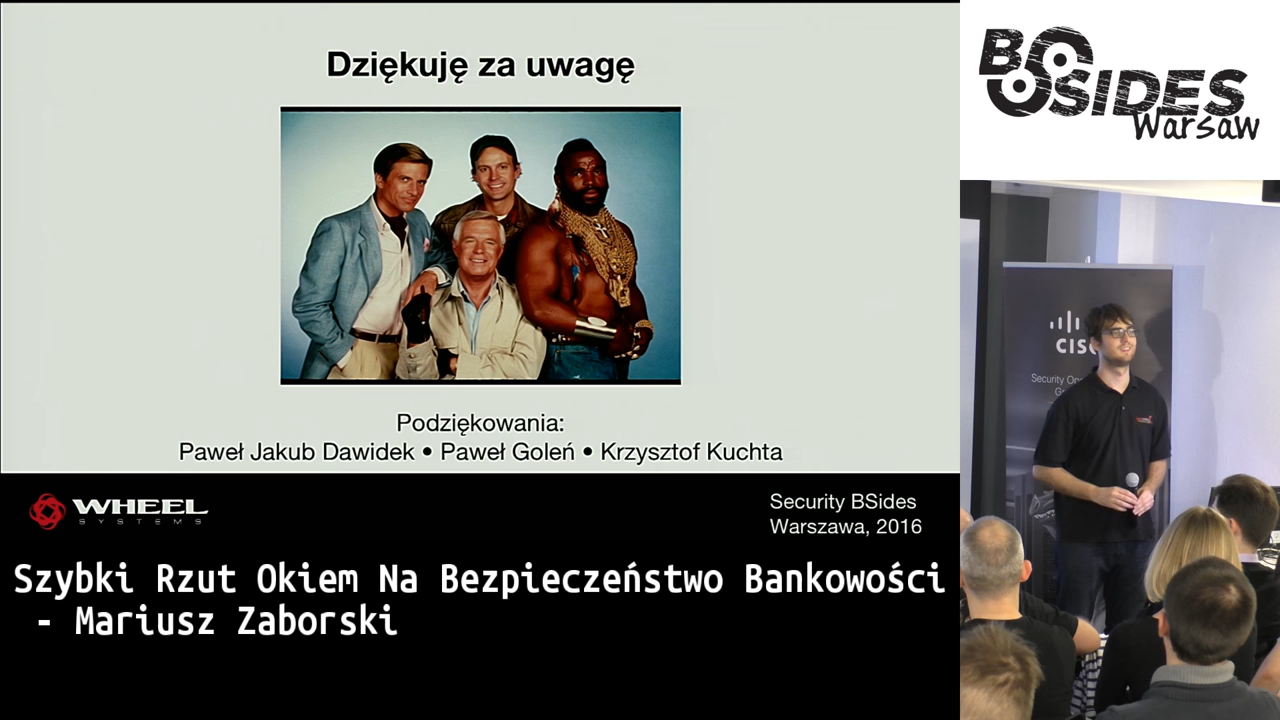 Dziękuję za uwagę
Podziękowania:
Paweł Jakub Dawidek • Paweł Goleń • Krzysztof Kuchta
WHEEL
SYSTEMS
Security BSides
Warszawa, 2016
Szybki Rzut Okiem Na Bezpieczeństwo Bankowości
- Mariusz Zaborski
BSIDES
Warsaw
Security